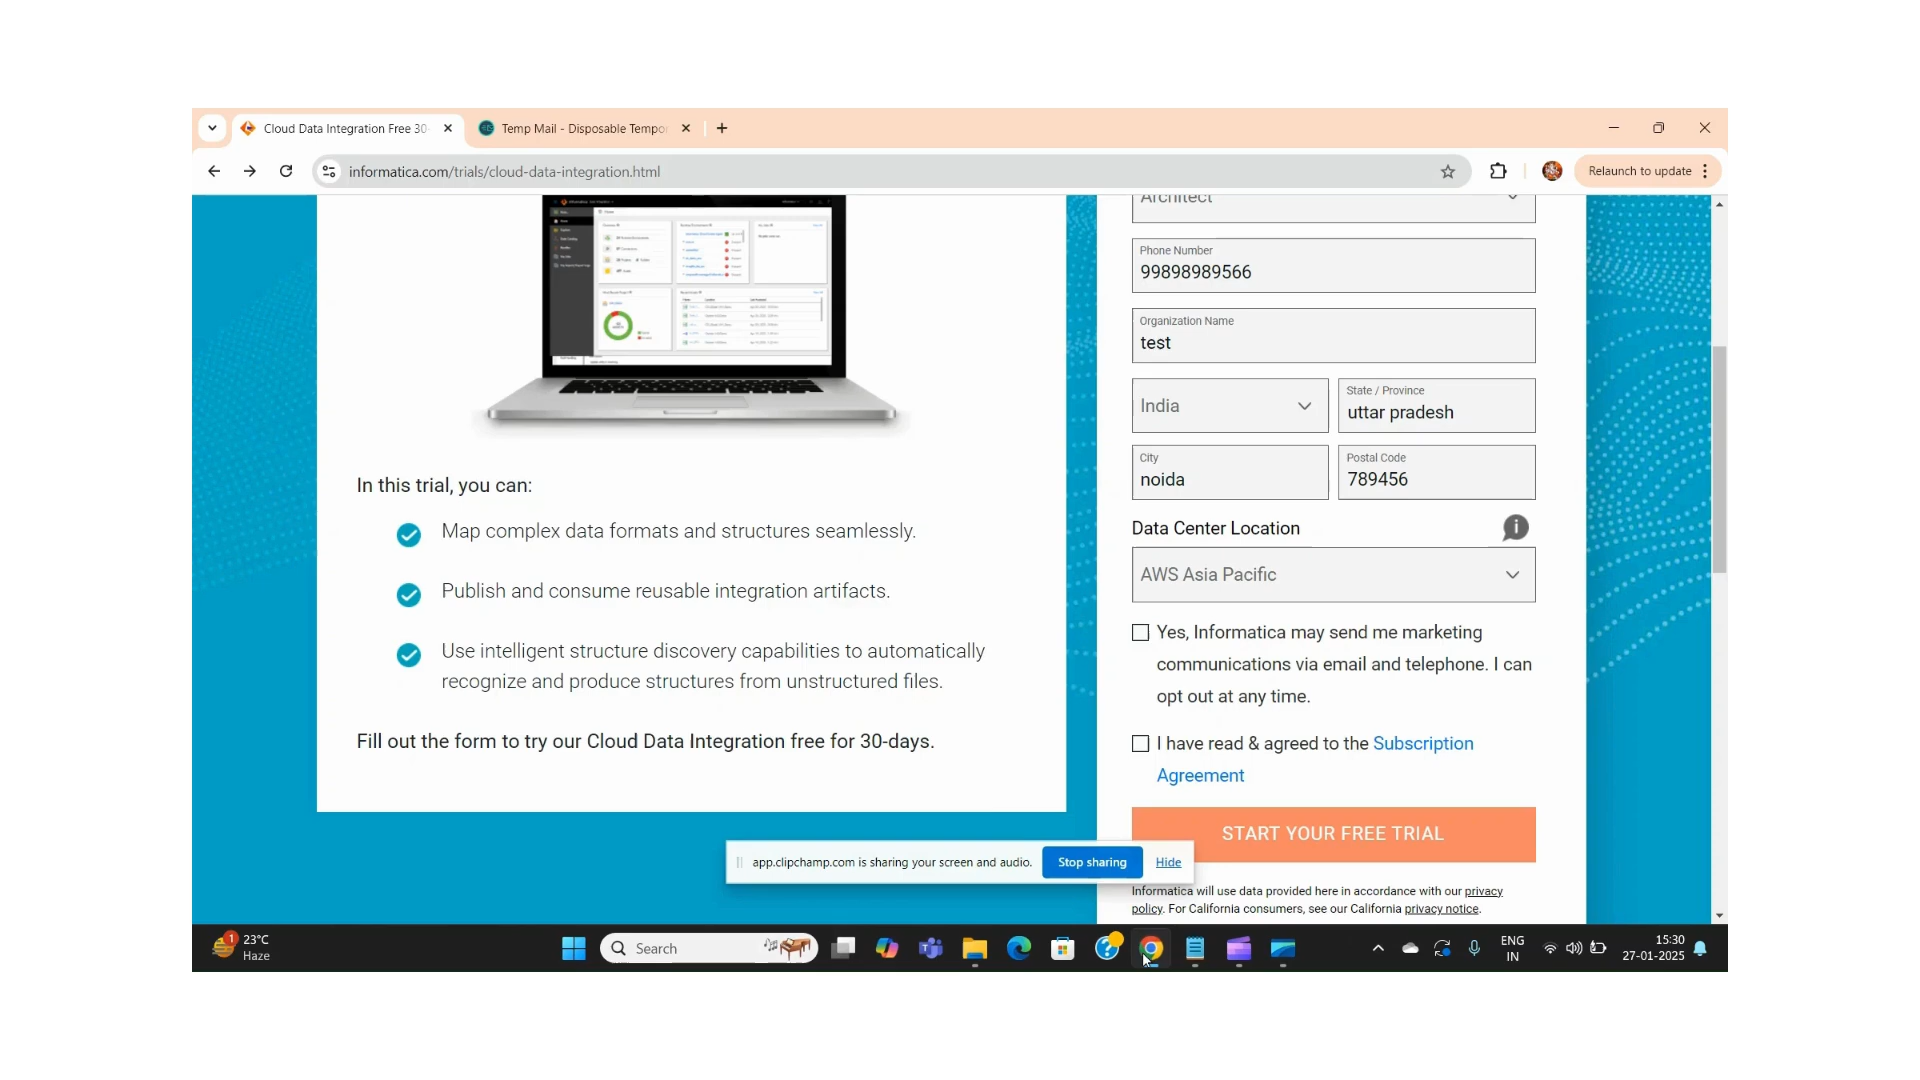 Cloud Data Integration Free 30-
Temp Mail - Disposable Tempo
informatica.com/trials/cloud-data-integration.html
Relaunch to update
Architect
Phone Number
99898989566
Organization Name
test
India
State / Province
uttar pradesh
City
noida
Postal Code
789456
Data Center Location
AWS Asia Pacific
Yes, Informatica may send me marketing
communications via email and telephone. I can
opt out at any time.
I have read & agreed to the Subscription
Agreement
START YOUR FREE TRIAL
Informatica will use data provided here in accordance with our privacy
policy. For California consumers, see our California privacy notice.
In this trial, you can:
Map complex data formats and structures seamlessly.
Publish and consume reusable integration artifacts.
Use intelligent structure discovery capabilities to automatically
recognize and produce structures from unstructured files.
Fill out the form to try our Cloud Data Integration free for 30-days.
app.clipchamp.com is sharing your screen and audio.
Stop sharing
Hide
1
23°C
Haze
Search
ENG
IN
15:30
27-01-2025